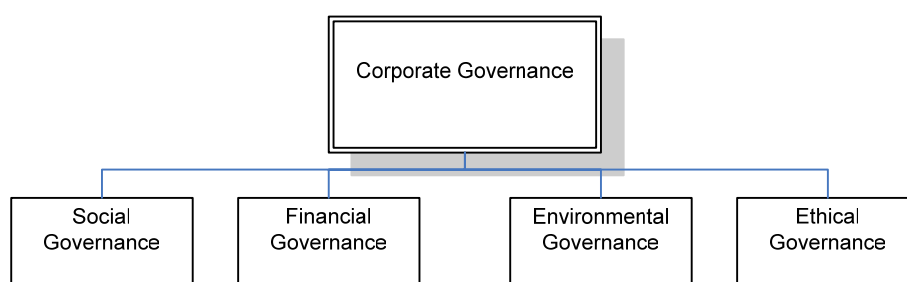 Corporate Governance
Social
Governance
Financial
Governance
Environmental
Governance
Ethical
Governance